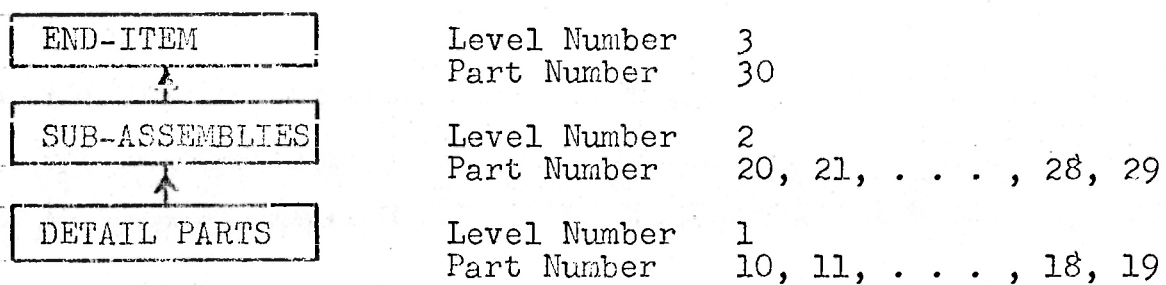 END-ITEM Level Number 3
Part Number 30
SUB-ASSEMBLIES Level Number 2
Part Number 20, 21, . . . , 28, 29
DETAIL PARTS Level Number 1
Part Number 10, 11, . . . , 18, 19